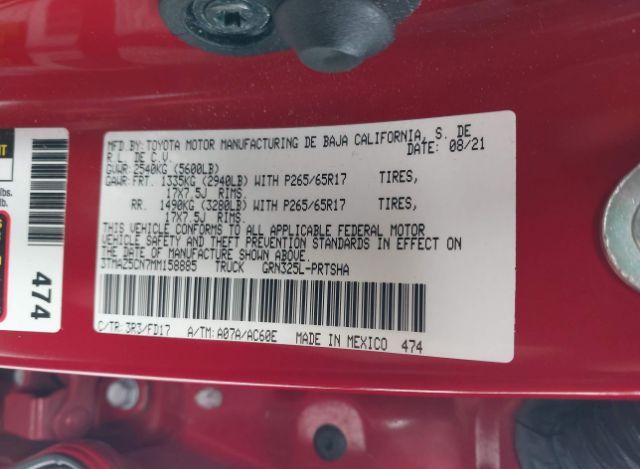 MFD.BY:TOYOTA MOTOR MANUFACTURING DE BAJA CALIFORNIA, S. DE
R.L. DE C.V. DATE: 08/21
GVWR:2540KG (5600LB)
GAWR:FRT. 1335KG (2940LB) WITH P265/65R17 TIRES,
17X7.5J RIMS
RR. 1490KG (3280LB) WITH P265/65R17 TIRES,
17X7.5J RIMS.
THIS VEHICLE CONFORMS TO ALL APPLICABLE FEDERAL MOTOR
VEHICLE SAFETY AND THEFT PREVENTION STANDARDS IN EFFECT ON
THE DATE OF MANUFACTURE SHOWN ABOVE.
3TMAZ5CN7MM158885 TRUCK GRN325L-PRTSHA
C/TR: 3R3/FD17 A/TM: A07A/AC60E MADE IN MEXICO 474
lbs.
lb.
474